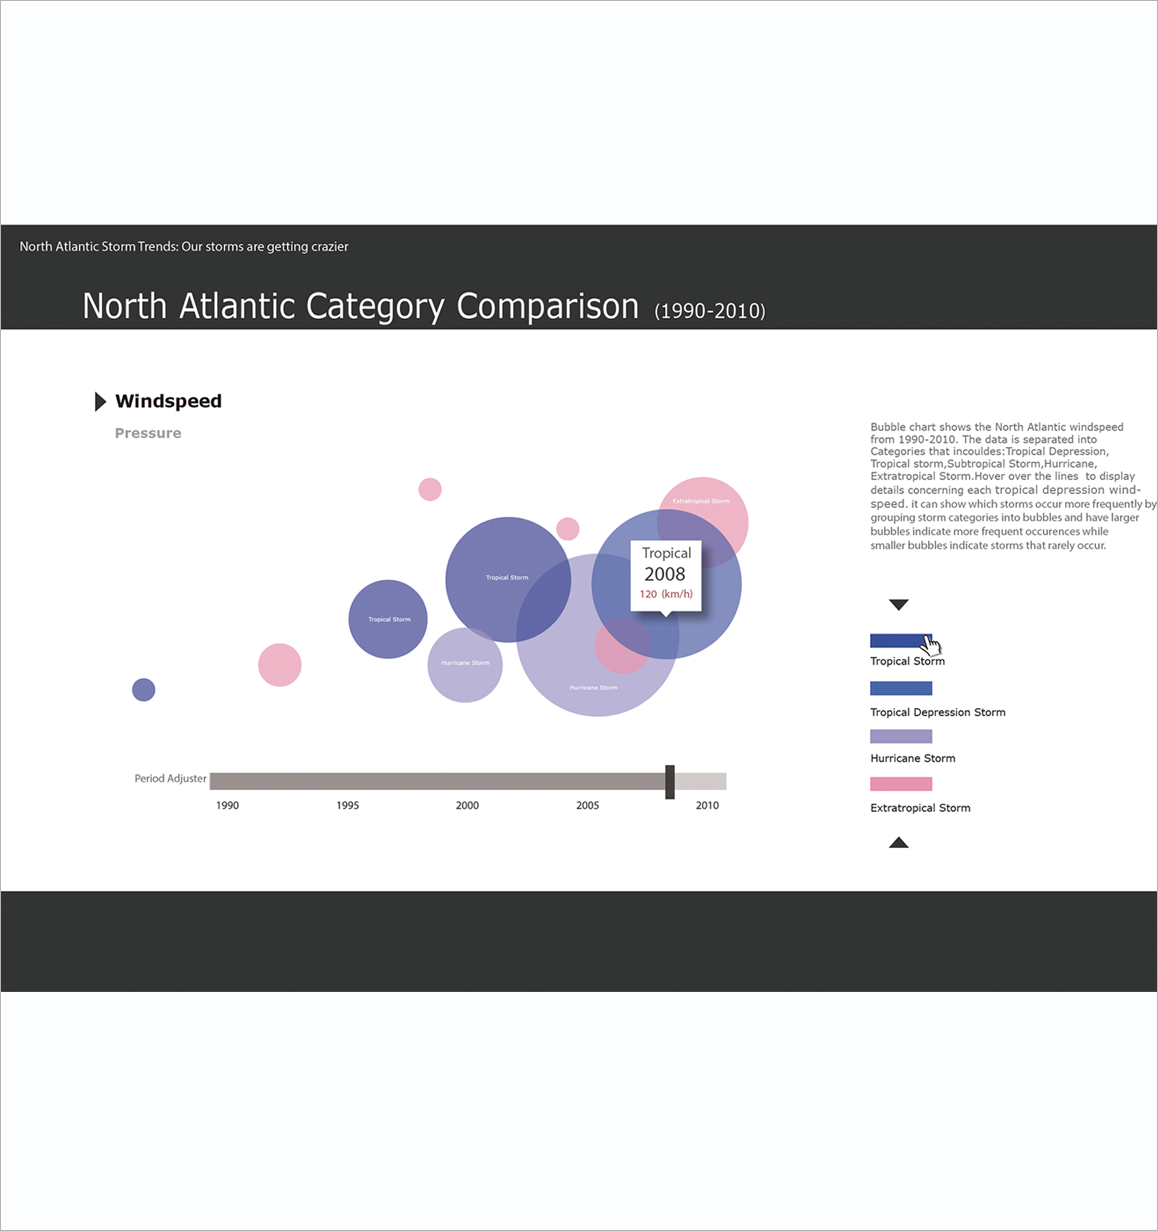 North Atlantic Storm Trends: Our storms are getting crazier
North Atlantic Category Comparison (1990-2010)
Windspeed
Pressure
Bubble chart shows the North Atlantic windspeed
from 1990-2010. The data is separated into
Categories that incouldes:Tropical Depression,
Tropical storm,Subtropical Storm,Hurricane,
Extratropical Storm.Hover over the lines to display
details concerning each tropical depression wind-
speed. it can show which storms occur more frequently by
grouping storm categories into bubbles and have larger
bubbles indicate more frequent occurences while
smaller bubbles indicate storms that rarely occur.
Extratropical Storm
Tropical
2008
120 (km/h)
Tropical Storm
Tropical Storm
Hurricane Storm
Hurricane Storm
Tropical Storm
Tropical Depression Storm
Hurricane Storm
Extratropical Storm
Period Adjuster
1990 1995 2000 2005 2010